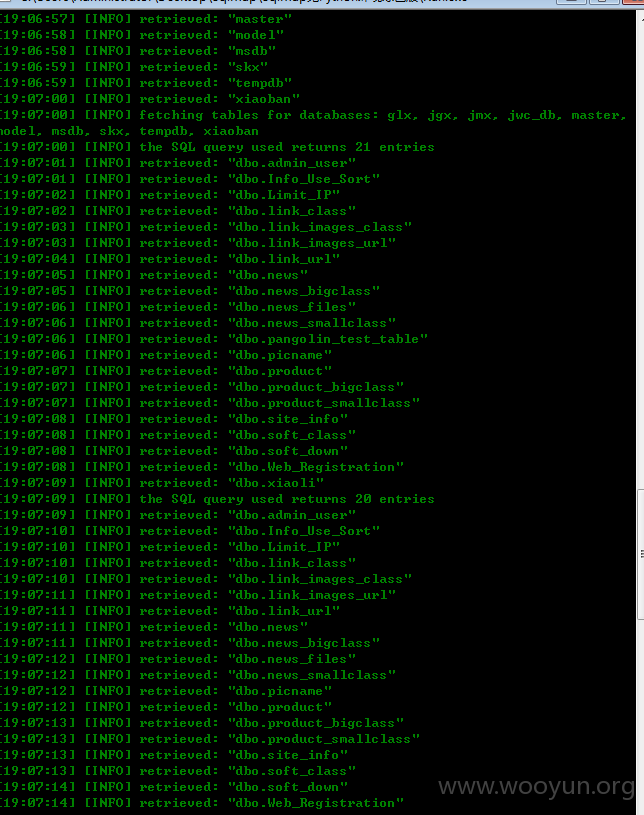 [19:06:57] [INFO] retrieved: "master"
[19:06:58] [INFO] retrieved: "model"
[19:06:58] [INFO] retrieved: "msdb"
[19:06:59] [INFO] retrieved: "skx"
[19:06:59] [INFO] retrieved: "tempdb"
[19:07:00] [INFO] retrieved: "xiaoban"
[19:07:00] [INFO] fetching tables for databases: glx, jgx, jmx, jwc_db, master,
model, msdb, skx, tempdb, xiaoban
[19:07:00] [INFO] the SQL query used returns 21 entries
[19:07:01] [INFO] retrieved: "dbo.admin_user"
[19:07:01] [INFO] retrieved: "dbo.Info_Use_Sort"
[19:07:02] [INFO] retrieved: "dbo.Limit_IP"
[19:07:02] [INFO] retrieved: "dbo.link_class"
[19:07:03] [INFO] retrieved: "dbo.link_images_class"
[19:07:03] [INFO] retrieved: "dbo.link_images_url"
[19:07:04] [INFO] retrieved: "dbo.link_url"
[19:07:05] [INFO] retrieved: "dbo.news"
[19:07:05] [INFO] retrieved: "dbo.news_bigclass"
[19:07:06] [INFO] retrieved: "dbo.news_files"
[19:07:06] [INFO] retrieved: "dbo.news_smallclass"
[19:07:06] [INFO] retrieved: "dbo.pangolin_test_table"
[19:07:06] [INFO] retrieved: "dbo.picname"
[19:07:07] [INFO] retrieved: "dbo.product"
[19:07:07] [INFO] retrieved: "dbo.product_bigclass"
[19:07:07] [INFO] retrieved: "dbo.product_smallclass"
[19:07:08] [INFO] retrieved: "dbo.site_info"
[19:07:08] [INFO] retrieved: "dbo.soft_class"
[19:07:08] [INFO] retrieved: "dbo.soft_down"
[19:07:08] [INFO] retrieved: "dbo.Web_Registration"
[19:07:09] [INFO] retrieved: "dbo.xiaoli"
[19:07:09] [INFO] the SQL query used returns 20 entries
[19:07:09] [INFO] retrieved: "dbo.admin_user"
[19:07:10] [INFO] retrieved: "dbo.Info_Use_Sort"
[19:07:10] [INFO] retrieved: "dbo.Limit_IP"
[19:07:10] [INFO] retrieved: "dbo.link_class"
[19:07:10] [INFO] retrieved: "dbo.link_images_class"
[19:07:11] [INFO] retrieved: "dbo.link_images_url"
[19:07:11] [INFO] retrieved: "dbo.link_url"
[19:07:11] [INFO] retrieved: "dbo.news"
[19:07:11] [INFO] retrieved: "dbo.news_bigclass"
[19:07:12] [INFO] retrieved: "dbo.news_files"
[19:07:12] [INFO] retrieved: "dbo.news_smallclass"
[19:07:12] [INFO] retrieved: "dbo.picname"
[19:07:12] [INFO] retrieved: "dbo.product"
[19:07:13] [INFO] retrieved: "dbo.product_bigclass"
[19:07:13] [INFO] retrieved: "dbo.product_smallclass"
[19:07:13] [INFO] retrieved: "dbo.site_info"
[19:07:13] [INFO] retrieved: "dbo.soft_class"
[19:07:14] [INFO] retrieved: "dbo.soft_down"
[19:07:14] [INFO] retrieved: "dbo.Web_Registration"
www.wooyun.org